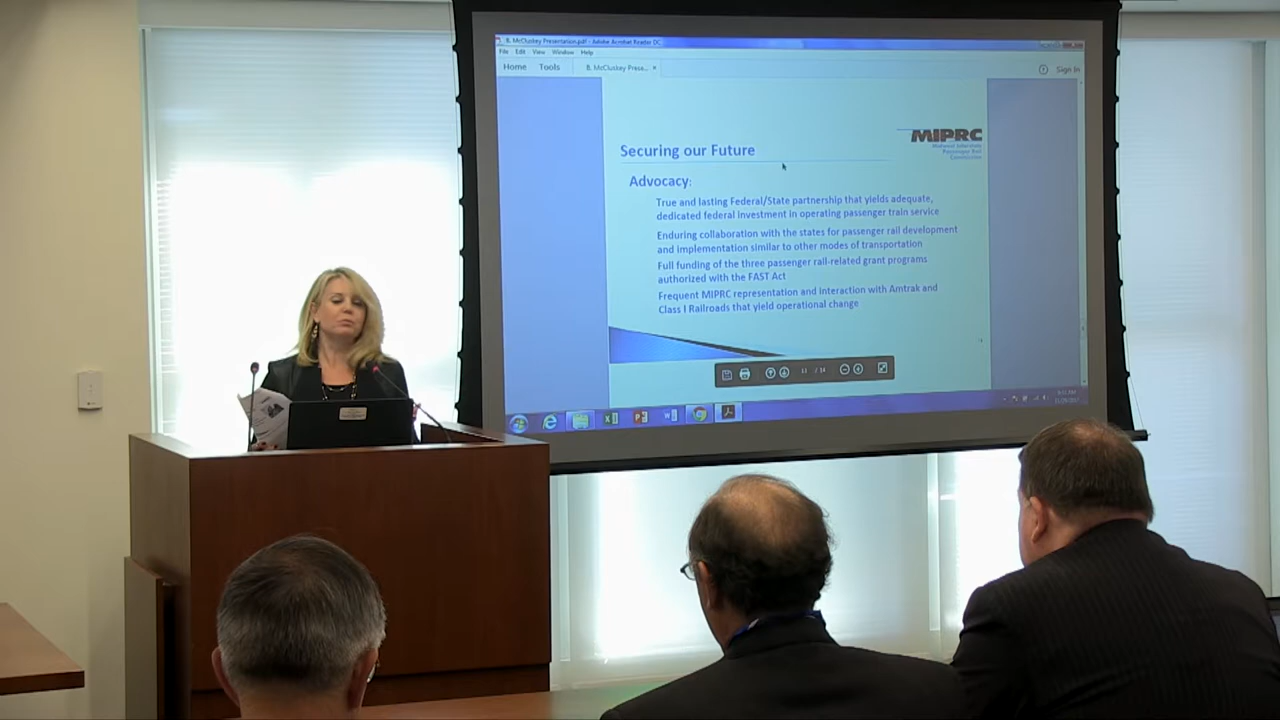 B. McCluskey Presentation.pdf - Adobe Acrobat Reader DC
File Edit View Window Help
Home Tools B. McCluskey Prese... × Sign In
MIPRC
Securing our Future
Advocacy:
True and lasting Federal/State partnership that yields adequate,
dedicated federal investment in operating passenger train service
Enduring collaboration with the states for passenger rail development
and implementation similar to other modes of transportation
Full funding of the three passenger rail-related grant programs
authorized with the FAST Act
Frequent MIPRC representation and interaction with Amtrak and
Class I Railroads that yield operational change